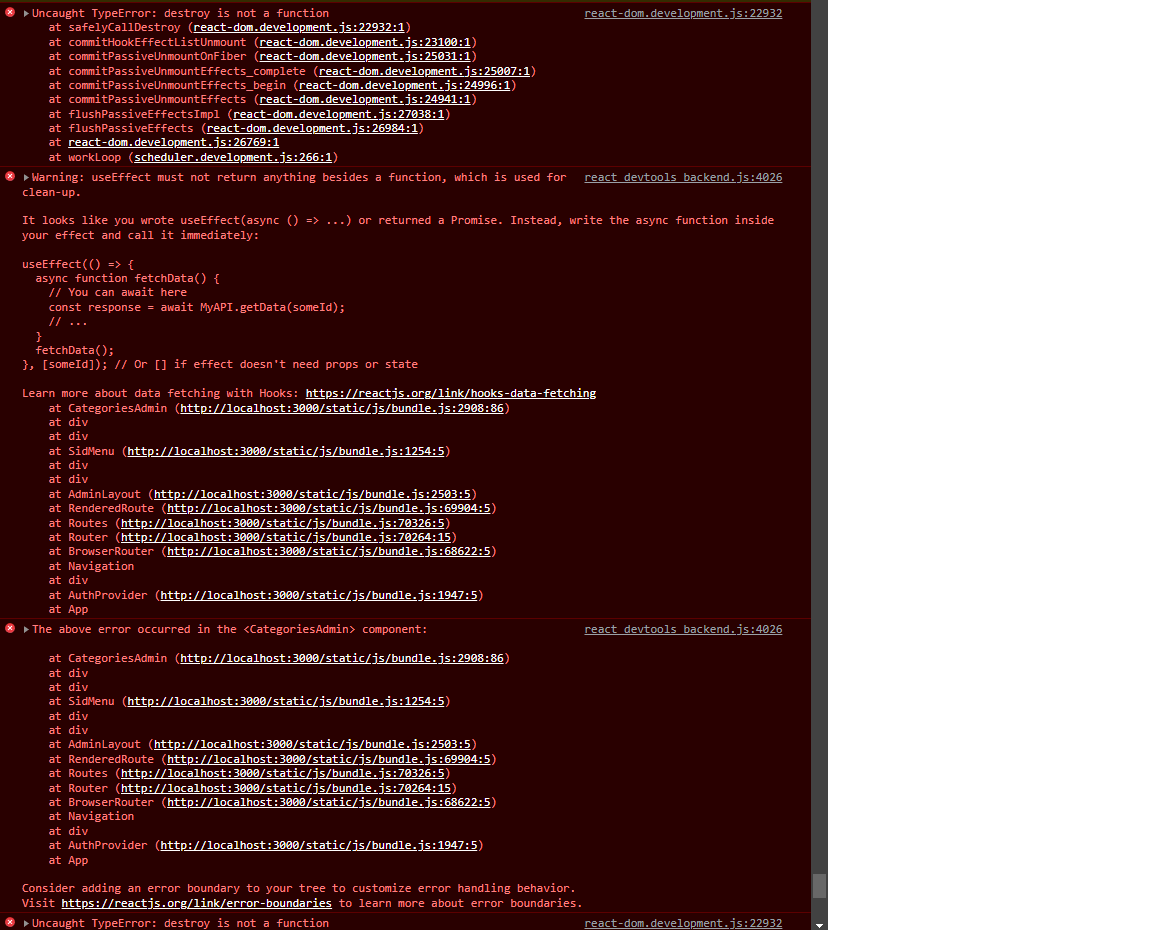 Uncaught TypeError: destroy is not a function react-dom.development.js:22932
at safelyCallDestroy (react-dom.development.js:22932:1)
at commitHookEffectListUnmount (react-dom.development.js:23100:1)
at commitPassiveUnmountOnFiber (react-dom.development.js:25031:1)
at commitPassiveUnmountEffects_complete (react-dom.development.js:25007:1)
at commitPassiveUnmountEffects_begin (react-dom.development.js:24996:1)
at commitPassiveUnmountEffects (react-dom.development.js:24941:1)
at flushPassiveEffectsImpl (react-dom.development.js:27038:1)
at flushPassiveEffects (react-dom.development.js:26984:1)
at react-dom.development.js:26769:1
at workLoop (scheduler.development.js:266:1)
Warning: useEffect must not return anything besides a function, which is used for react_devtools_backend.js:4026
clean-up.
It looks like you wrote useEffect(async () => ...) or returned a Promise. Instead, write the async function inside
your effect and call it immediately:
useEffect(() => {
async function fetchData() {
// You can await here
const response = await MyAPI.getData(someId);
// ...
}
fetchData();
}, [someId]); // Or [] if effect doesn't need props or state
Learn more about data fetching with Hooks: https://reactjs.org/link/hooks-data-fetching
at CategoriesAdmin (http://localhost:3000/static/js/bundle.js:2908:86)
at div
at div
at SidMenu (http://localhost:3000/static/js/bundle.js:1254:5)
at div
at div
at AdminLayout (http://localhost:3000/static/js/bundle.js:2503:5)
at RenderedRoute (http://localhost:3000/static/js/bundle.js:69904:5)
at Routes (http://localhost:3000/static/js/bundle.js:70326:5)
at Router (http://localhost:3000/static/js/bundle.js:70264:15)
at BrowserRouter (http://localhost:3000/static/js/bundle.js:68622:5)
at Navigation
at div
at AuthProvider (http://localhost:3000/static/js/bundle.js:1947:5)
at App
The above error occurred in the <CategoriesAdmin> component: react_devtools_backend.js:4026
at CategoriesAdmin (http://localhost:3000/static/js/bundle.js:2908:86)
at div
at div
at SidMenu (http://localhost:3000/static/js/bundle.js:1254:5)
at div
at div
at AdminLayout (http://localhost:3000/static/js/bundle.js:2503:5)
at RenderedRoute (http://localhost:3000/static/js/bundle.js:69904:5)
at Routes (http://localhost:3000/static/js/bundle.js:70326:5)
at Router (http://localhost:3000/static/js/bundle.js:70264:15)
at BrowserRouter (http://localhost:3000/static/js/bundle.js:68622:5)
at Navigation
at div
at AuthProvider (http://localhost:3000/static/js/bundle.js:1947:5)
at App
Consider adding an error boundary to your tree to customize error handling behavior.
Visit https://reactjs.org/link/error-boundaries to learn more about error boundaries.
Uncaught TypeError: destroy is not a function react-dom.development.js:22932